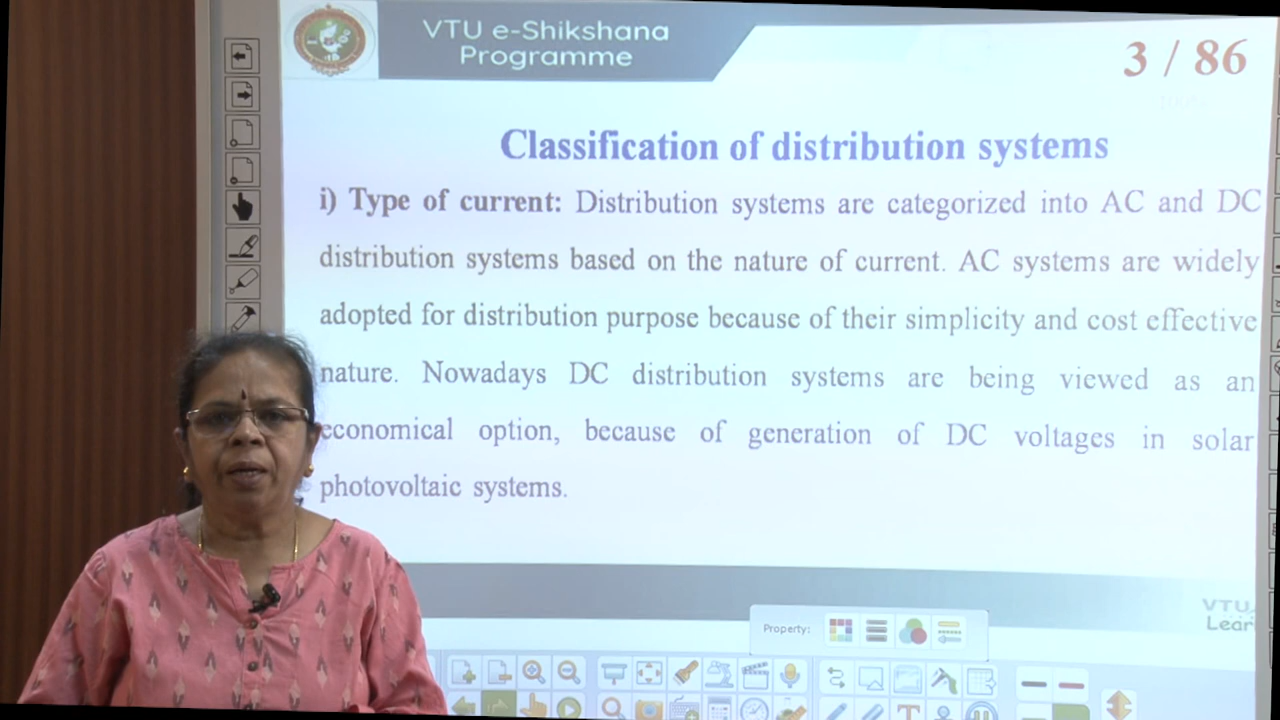 VTU e-Shikshana
Programme
3 / 86
Classification of distribution systems
i) Type of current: Distribution systems are categorized into AC and DC
distribution systems based on the nature of current. AC systems are widely
adopted for distribution purpose because of their simplicity and cost effective
nature. Nowadays DC distribution systems are being viewed as an
economical option, because of generation of DC voltages in solar
photovoltaic systems.
VTU
Property: